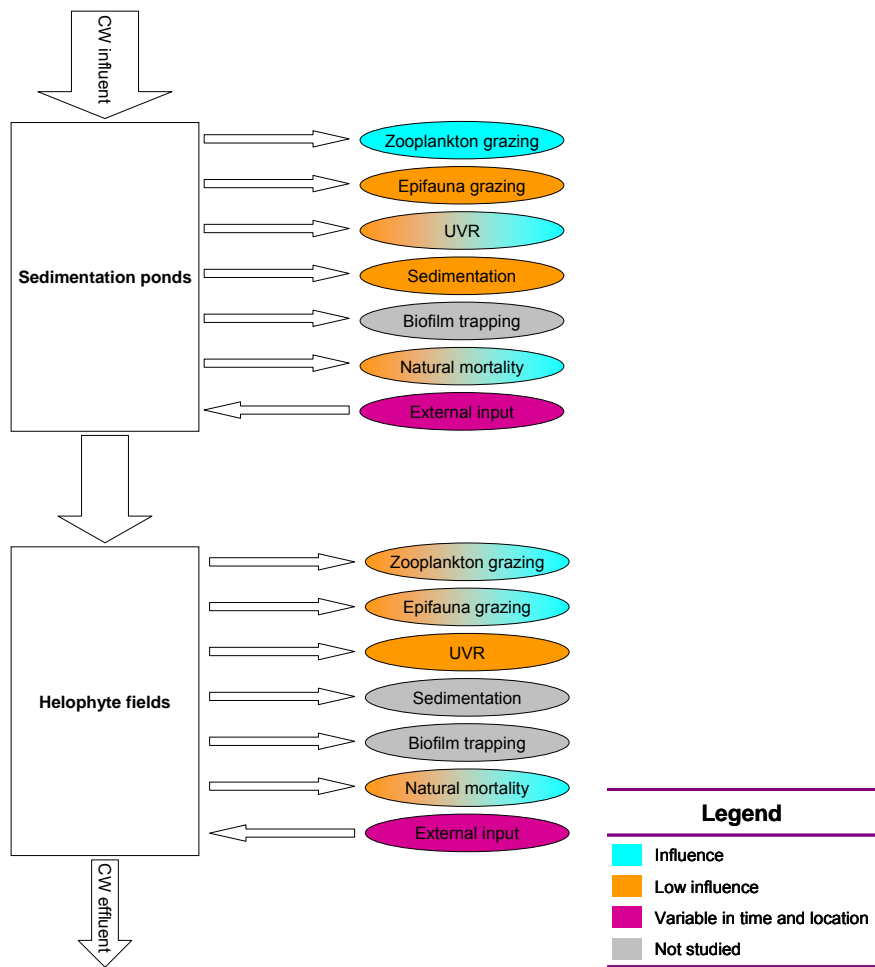 CW influent
Zooplankton grazing
Epifauna grazing
UVR
Sedimentation ponds
Sedimentation
Biofilm trapping
Natural mortality
External input
Zooplankton grazing
Epifauna grazing
UVR
Helophyte fields
Sedimentation
Biofilm trapping
Natural mortality
External input
CW effluent
Legend
Influence
Low influence
Variable in time and location
Not studied